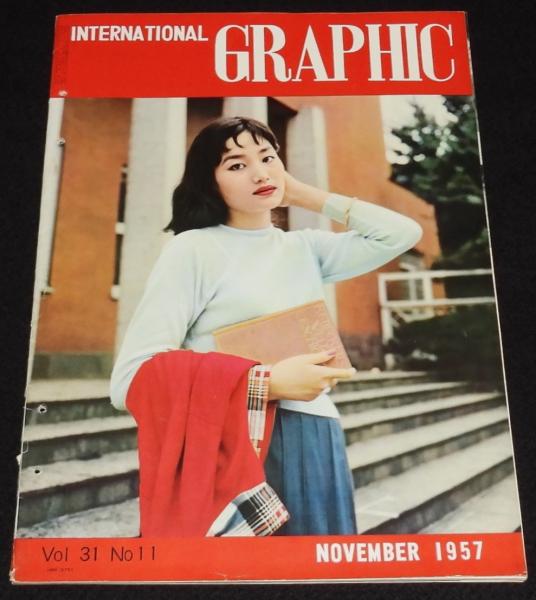 INTERNATIONAL GRAPHIC
Vol 31 No 11
NOVEMBER 1957